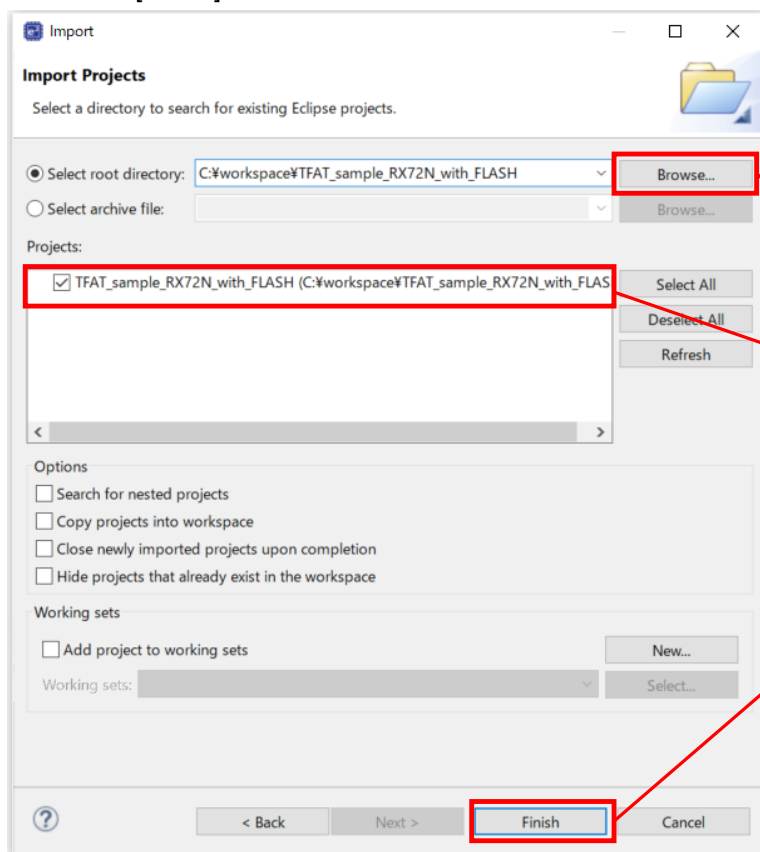 Import
Import Projects
Select a directory to search for existing Eclipse projects.
Select root directory: C:¥workspace¥TFAT_sample_RX72N_with_FLASH Browse...
Select archive file: Browse...
Projects:
TFAT_sample_RX72N_with_FLASH (C:¥workspace¥TFAT_sample_RX72N_with_FLAS Select All
Deselect All
Refresh
Options
Search for nested projects
Copy projects into workspace
Close newly imported projects upon completion
Hide projects that already exist in the workspace
Working sets
Add project to working sets New...
Working sets: Select...
? < Back Next > Finish Cancel